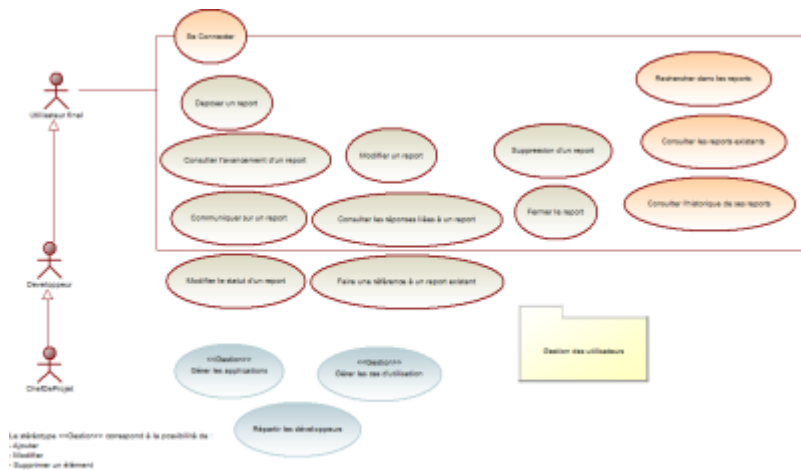 Se Connecter
Rechercher dans les reports
Deposer un report
Utilisateur final
Consulter l'avancement d'un report
Modifier un report
Suppression d'un report
Consulter les reports existants
Communiquer sur un report
Consulter les réponses liées à un report
Fermer le report
Consulter l'historique de ses reports
Developpeur
Modifier le statut d'un report
Faire une référence à un report existant
Gestion des utilisateurs
<<Gestion>>
Gérer les applications
<<Gestion>>
Gérer les cas d'utilisation
ChefDeProjet
Répartir les développeurs
Le stéréotype <<Gestion>> correspond à la possibilité de :
- Ajouter
- Modifier
- Supprimer un élément